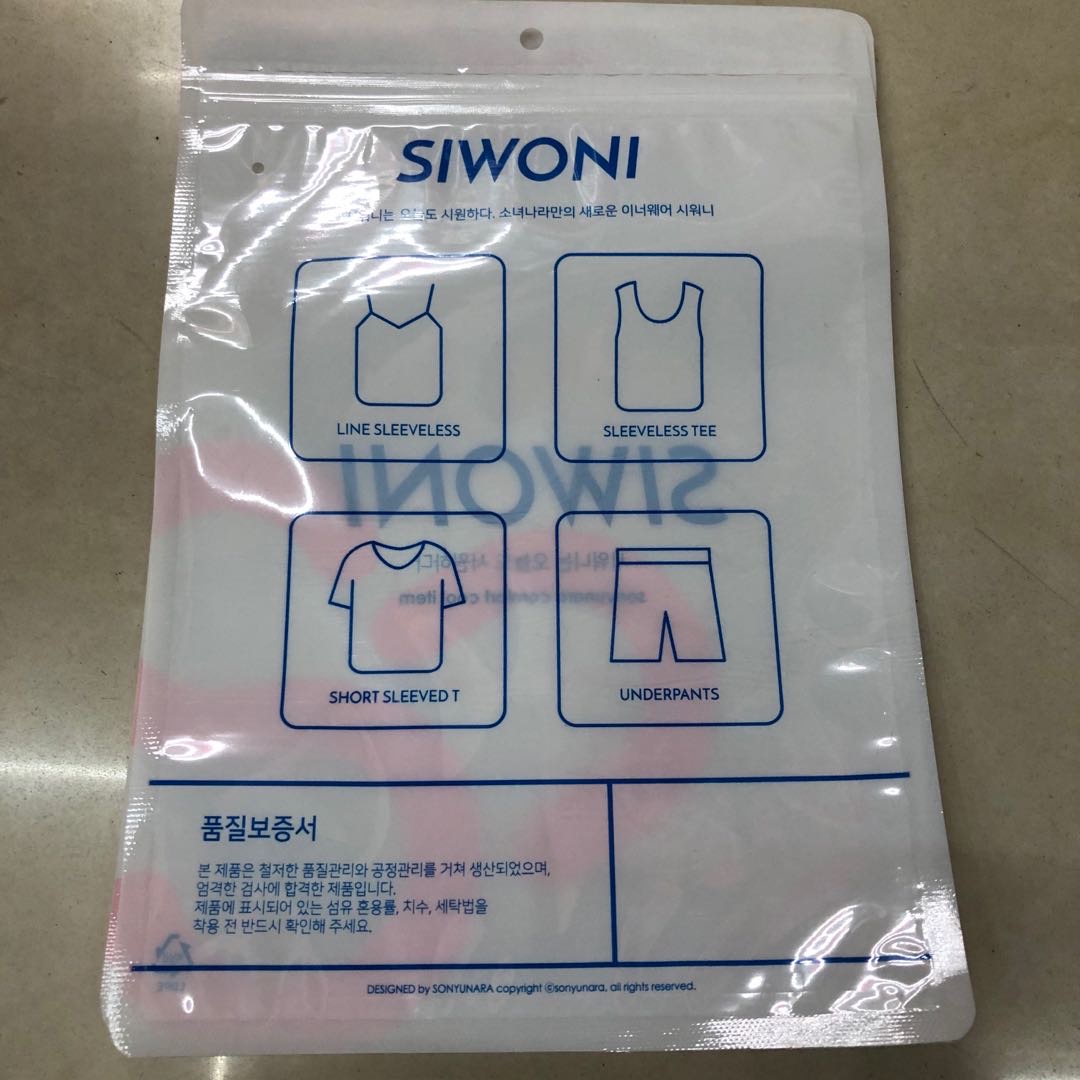 SIWONI
오늘도 시원하다. 소녀나라만의 새로운 이너웨어 시워니
LINE SLEEVELESS
SLEEVELESS TEE
SIWONI
sonyunara comfort cool item
SHORT SLEEVED T
UNDERPANTS
품질보증서
본 제품은 철저한 품질관리와 공정관리를 거쳐 생산되었으며,
엄격한 검사에 합격한 제품입니다.
제품에 표시되어 있는 섬유 혼용률, 치수, 세탁법을
착용 전 반드시 확인해 주세요.
LDPE
DESIGNED by SONYUNARA copyright ©sonyunara, all rights reserved.